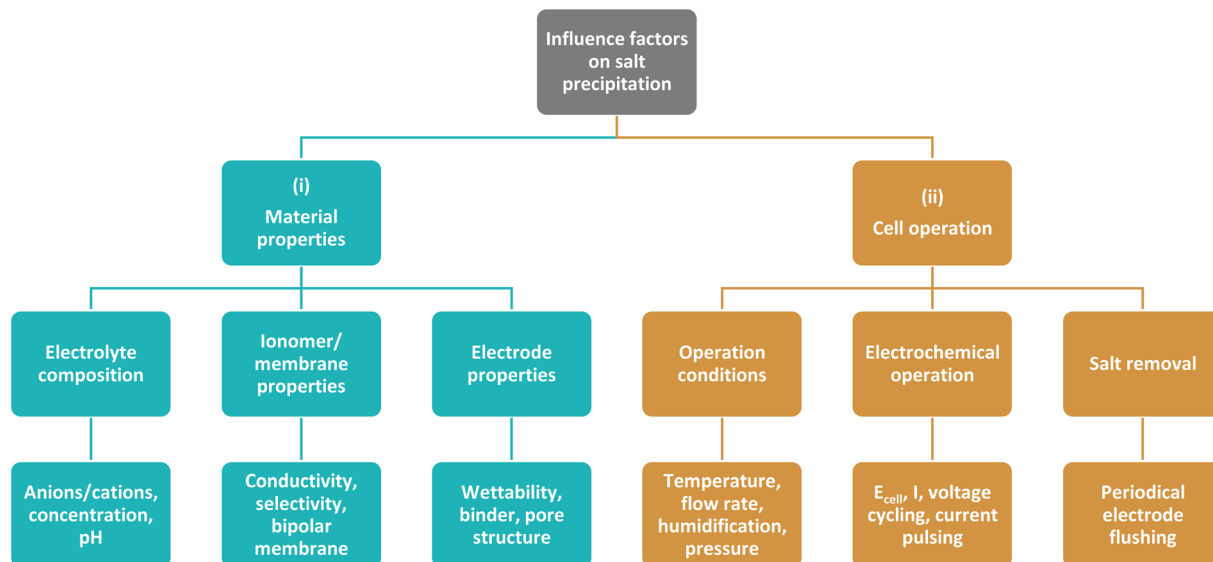 Influence factors
on salt
precipitation
(i)
Material
properties
(ii)
Cell operation
Electrolyte
composition
Ionomer/
membrane
properties
Electrode
properties
Operation
conditions
Electrochemical
operation
Salt removal
Anions/cations,
concentration,
pH
Conductivity,
selectivity,
bipolar
membrane
Wettability,
binder, pore
structure
Temperature,
flow rate,
humidification,
pressure
Ecell, I, voltage
cycling, current
pulsing
Periodical
electrode
flushing